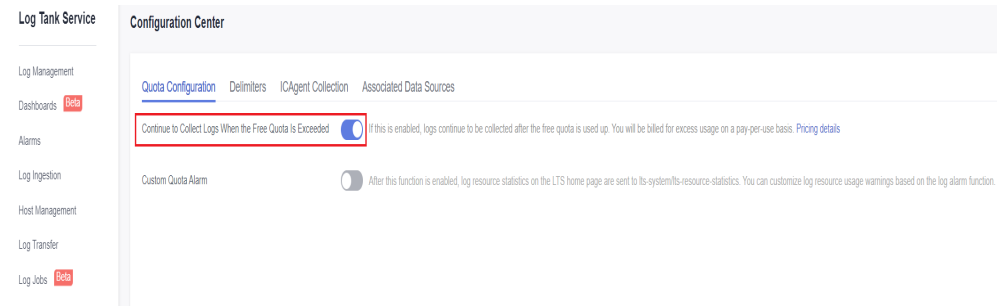 Log Tank Service
Configuration Center
Log Management
Dashboards Beta
Alarms
Log Ingestion
Host Management
Log Transfer
Log Jobs Beta
Quota Configuration Delimiters ICAgent Collection Associated Data Sources
Continue to Collect Logs When the Free Quota Is Exceeded If this is enabled, logs continue to be collected after the free quota is used up. You will be billed for excess usage on a pay-per-use basis. Pricing details
Custom Quota Alarm After this function is enabled, log resource statistics on the LTS home page are sent to lts-system/lts-resource-statistics. You can customize log resource usage warnings based on the log alarm function.